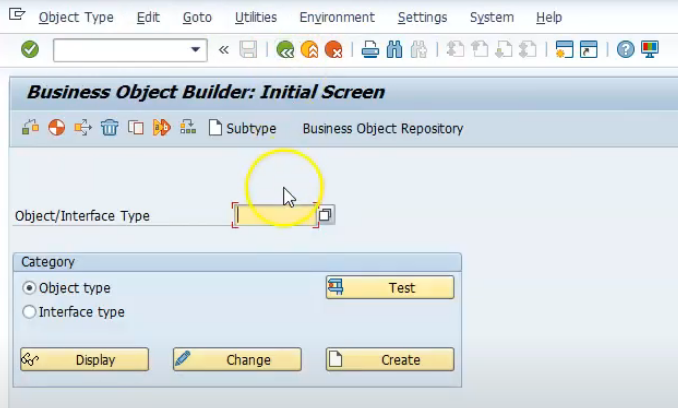 Object Type Edit Goto Utilities Environment Settings System Help
Business Object Builder: Initial Screen
Subtype Business Object Repository
Object/Interface Type
Category
Object type
Test
Interface type
Display Change Create